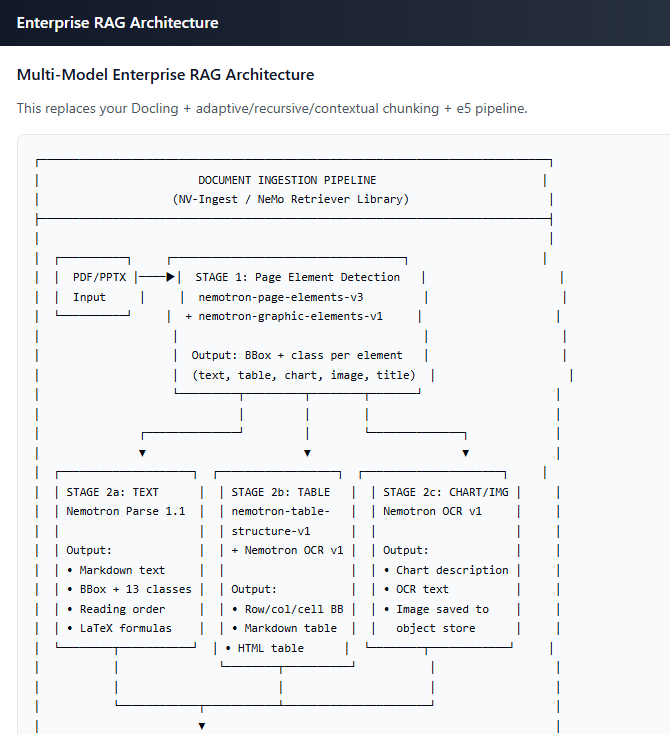 Enterprise RAG Architecture
Multi-Model Enterprise RAG Architecture
This replaces your Docling + adaptive/recursive/contextual chunking + e5 pipeline.
DOCUMENT INGESTION PIPELINE
(NV-Ingest / NeMo Retriever Library)
PDF/PPTX
Input
STAGE 1: Page Element Detection
nemotron-page-elements-v3
+ nemotron-graphic-elements-v1
Output: BBox + class per element
(text, table, chart, image, title)
STAGE 2a: TEXT
Nemotron Parse 1.1
Output:
• Markdown text
• BBox + 13 classes
• Reading order
• LaTeX formulas
STAGE 2b: TABLE
nemotron-table-
structure-v1
+ Nemotron OCR v1
Output:
• Row/col/cell BB
• Markdown table
• HTML table
STAGE 2c: CHART/IMG
Nemotron OCR v1
Output:
• Chart description
• OCR text
• Image saved to
object store